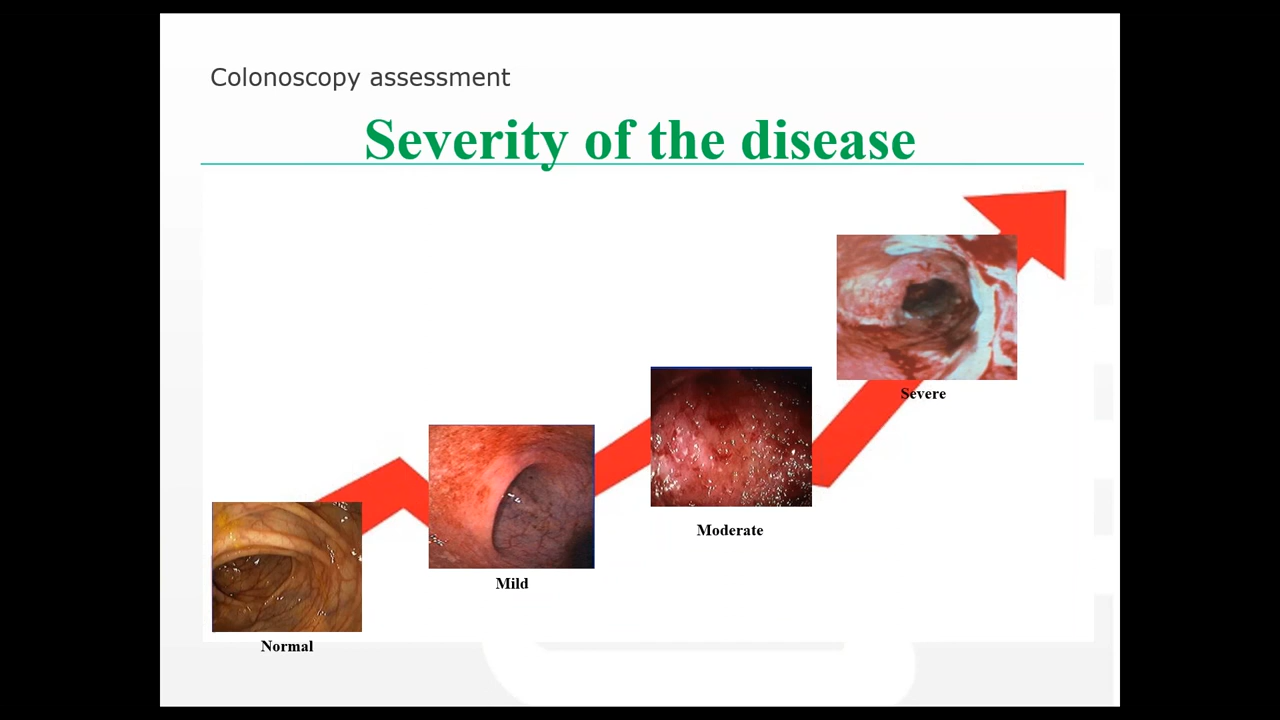 Colonoscopy assessment
Severity of the disease
Severe
Moderate
Mild
Normal